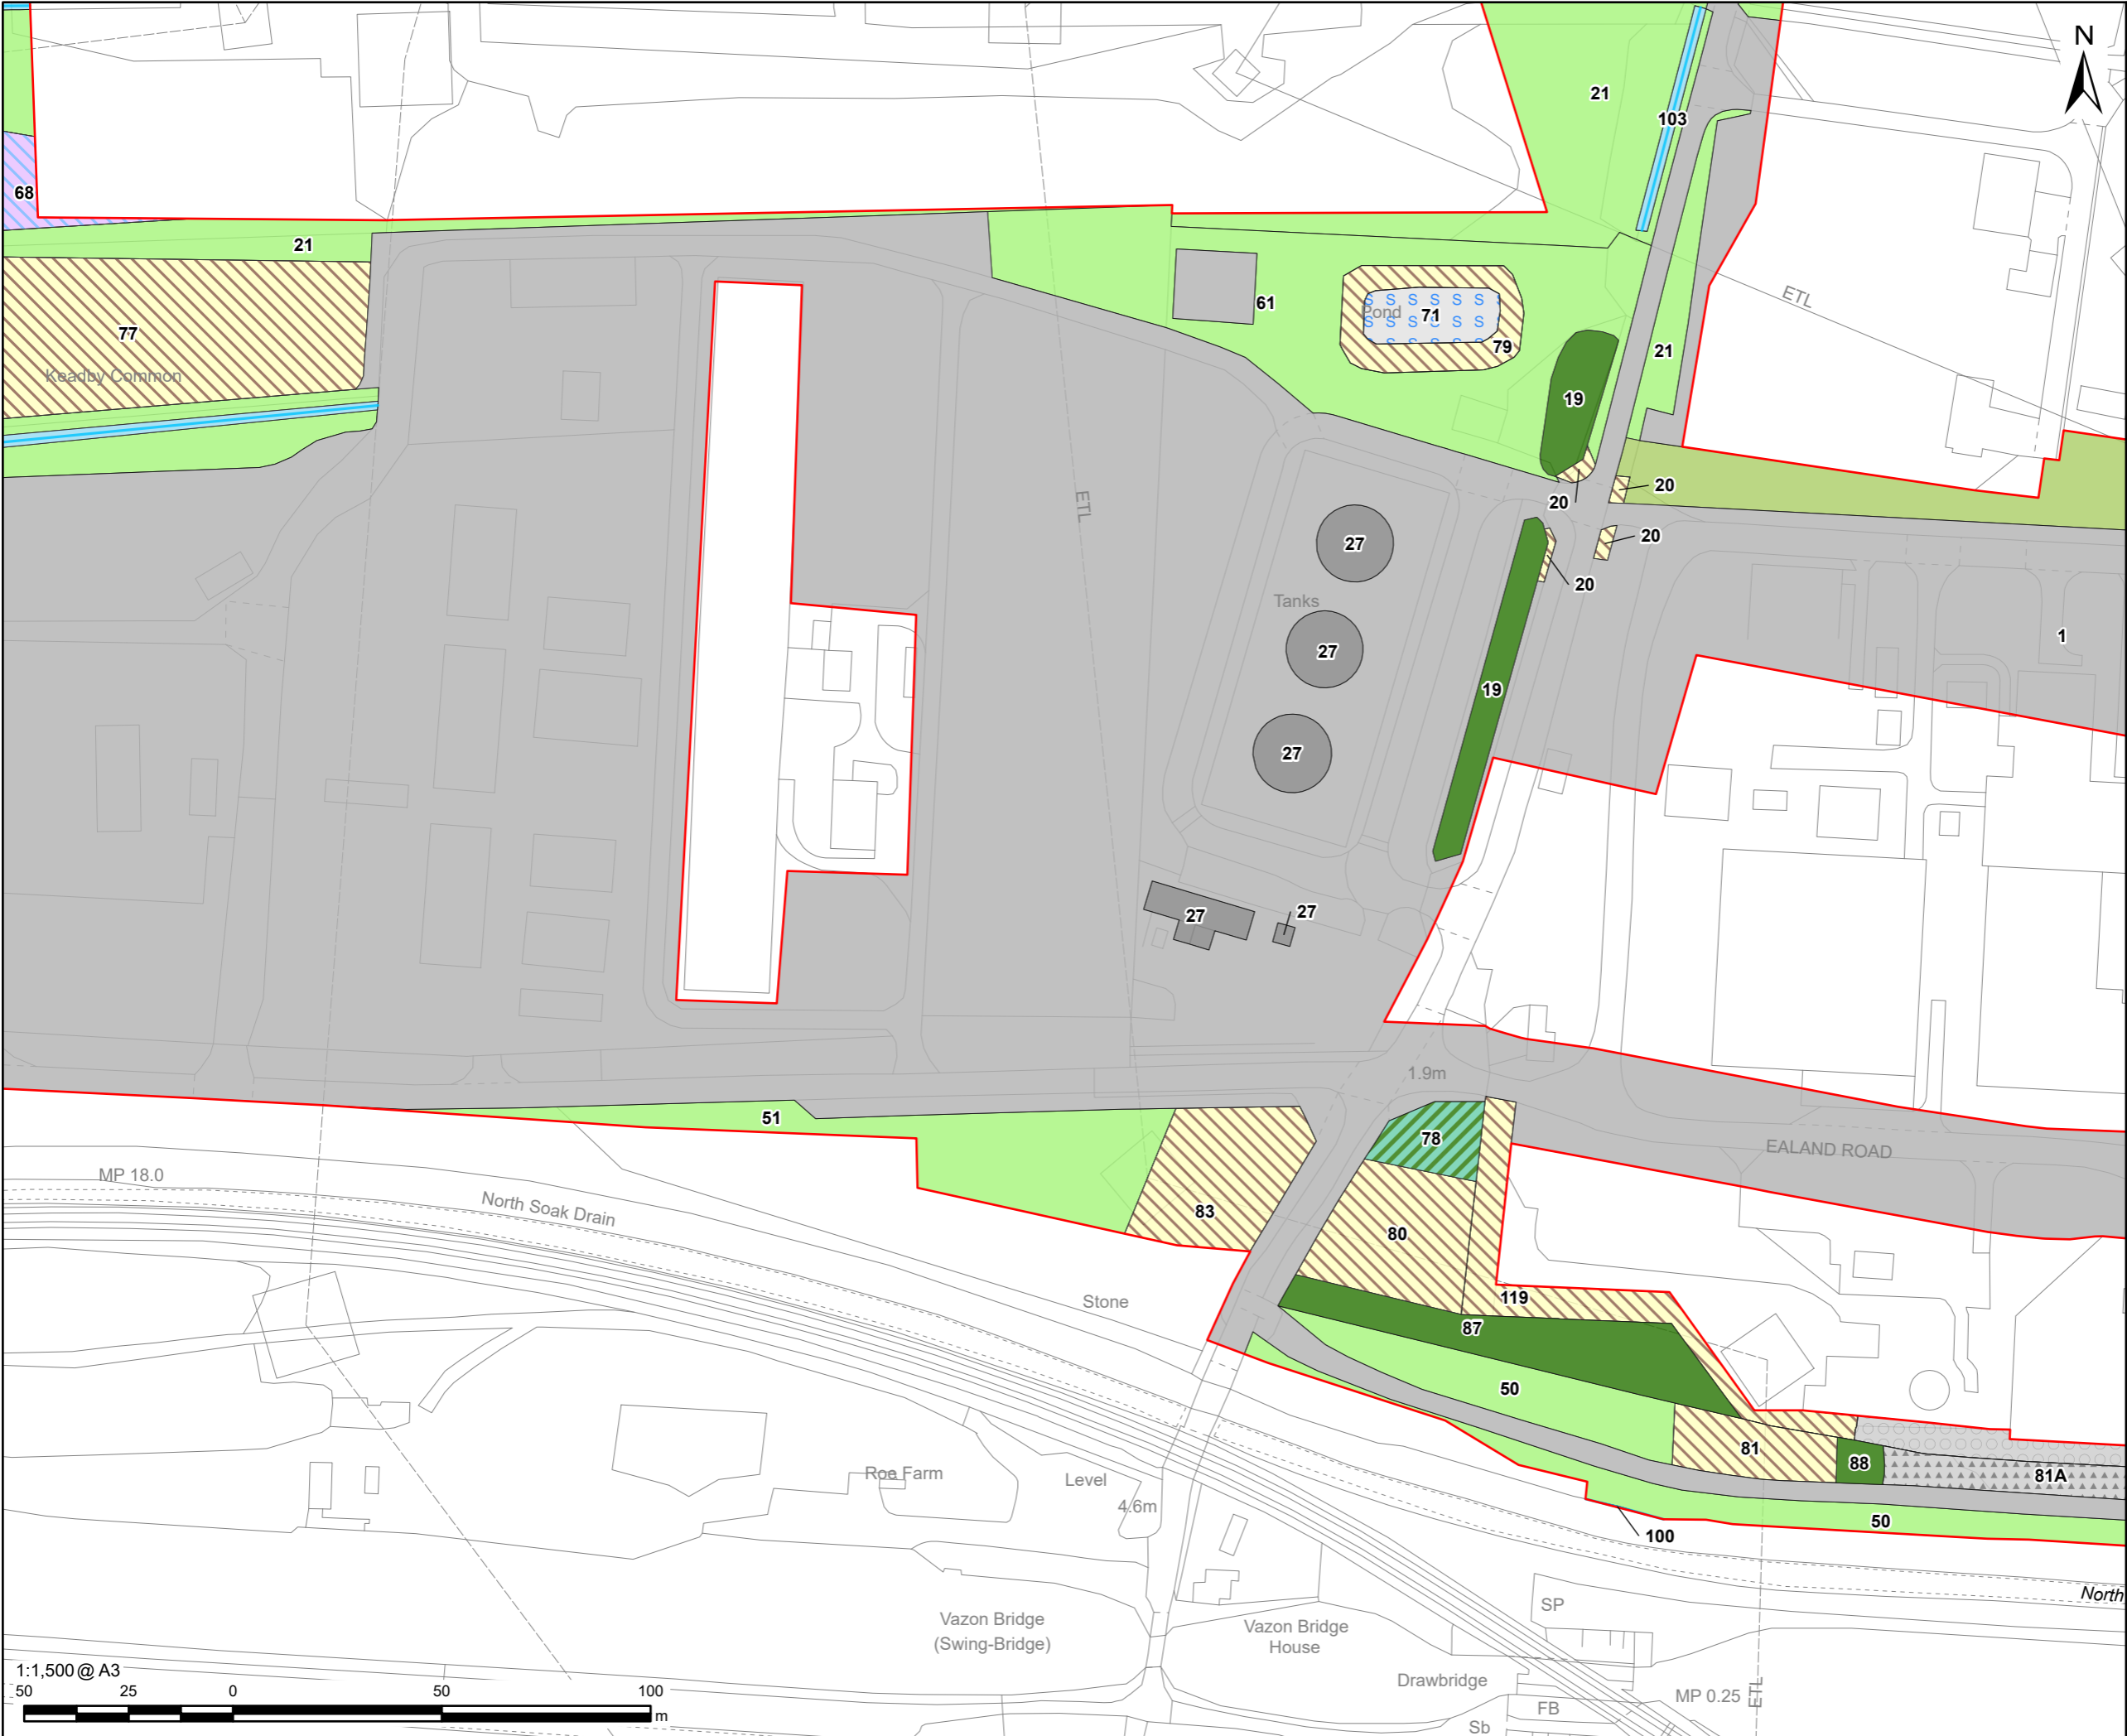 N
21
103
68
21
ETL
61
Pond
71
79
77
21
Keadby Common
19
20
20
ETL
20
27
20
Tanks
1
27
19
27
27
27
1.9m
51
78
EALAND ROAD
MP 18.0
North Soak Drain
83
80
Stone
119
87
50
81
88
81A
Roe Farm
Level
4.6m
50
100
North
SP
Vazon Bridge
(Swing-Bridge)
Vazon Bridge
House
Drawbridge
MP 0.25
ETL
FB
Sb
1:1,500 @ A3
50 25 0 50 100
m